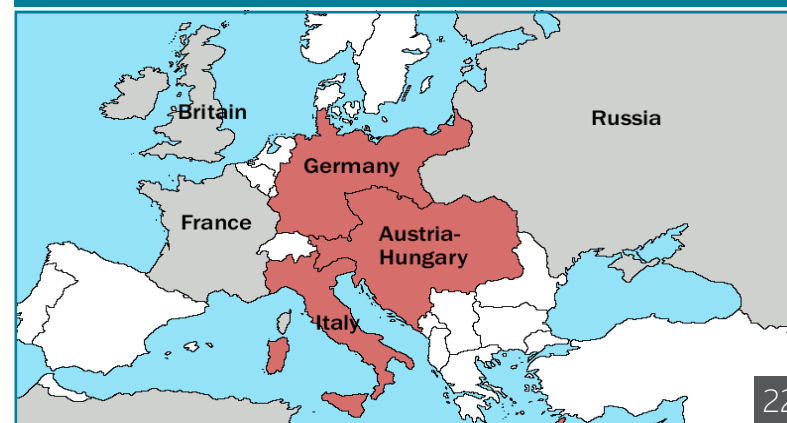 Britain
Russia
Germany
France
Austria-
Hungary
Italy
22